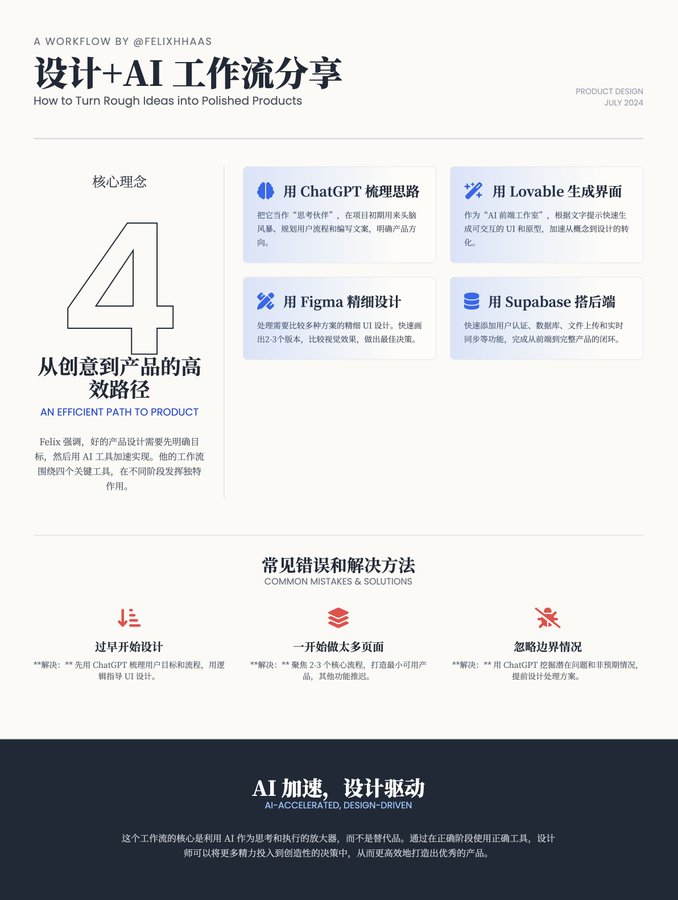 A WORKFLOW BY @FELIXHHAAS
设计+AI 工作流分享
How to Turn Rough Ideas into Polished Products
PRODUCT DESIGN
JULY 2024
核心理念
4
从创意到产品的高
效路径
AN EFFICIENT PATH TO PRODUCT
Felix 强调，好的产品设计需要先明确目
标，然后用 AI 工具加速实现。他的工作流
围绕四个关键工具，在不同阶段发挥独特
作用。
用 ChatGPT 梳理思路
把它当作“思考伙伴”，在项目初期用来头脑
风暴、规划用户流程和编写文案，明确产品方
向。
用 Lovable 生成界面
作为“AI 前端工作室”，根据文字提示快速生
成可交互的 UI 和原型，加速从概念到设计的转
化。
用 Figma 精细设计
处理需要比较多种方案的精细 UI 设计。快速画
出2-3个版本，比较视觉效果，做出最佳决策。
用 Supabase 搭后端
快速添加用户认证、数据库、文件上传和实时
同步等功能，完成从前端到完整产品的闭环。
常见错误和解决方法
COMMON MISTAKES & SOLUTIONS
过早开始设计
**解决：** 先用 ChatGPT 梳理用户目标和流程，用逻
辑指导 UI 设计。
一开始做太多页面
**解决：** 聚焦 2-3 个核心流程，打造最小可用产
品，其他功能推迟。
忽略边界情况
**解决：** 用 ChatGPT 挖掘潜在问题和非预期情况，
提前设计处理方案。
AI 加速，设计驱动
AI-ACCELERATED, DESIGN-DRIVEN
这个工作流的核心是利用 AI 作为思考和执行的放大器，而不是替代品。通过在正确阶段使用正确工具，设计
师可以将更多精力投入到创造性的决策中，从而更高效地打造出优秀的产品。